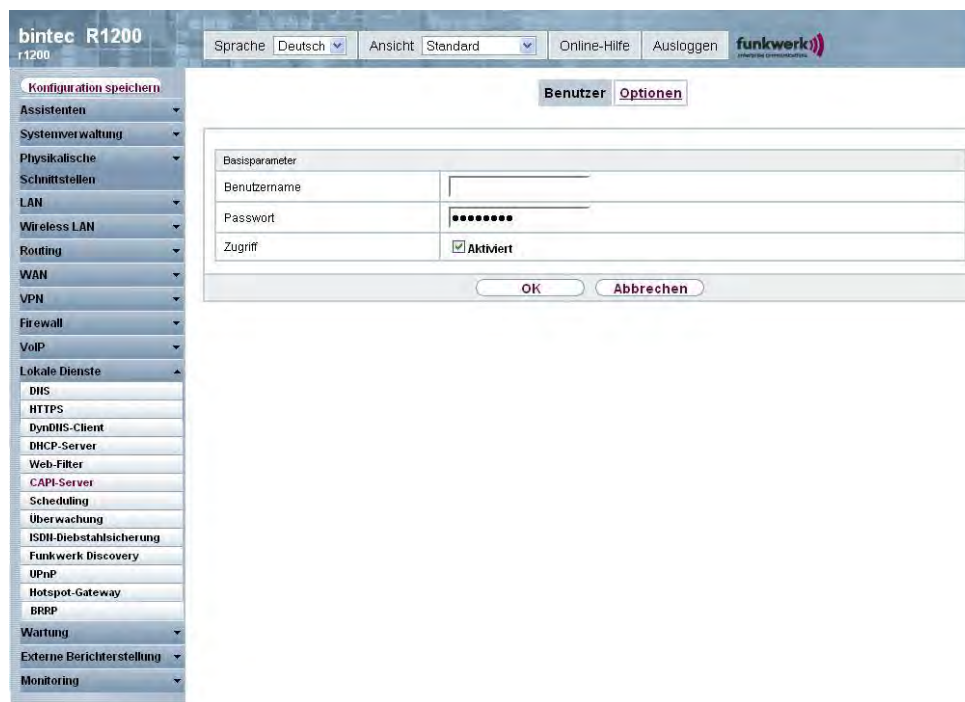 bintec R1200
r1200
Sprache Deutsch Ansicht Standard Online-Hilfe Ausloggen funkwerk
Konfiguration speichern
Benutzer Optionen
Assistenten
Systemverwaltung
Physikalische
Schnittstellen
LAN
Wireless LAN
Routing
WAN
VPN
Firewall
VoIP
Lokale Dienste
DNS
HTTPS
DynDNS-Client
DHCP-Server
Web-Filter
CAPI-Server
Scheduling
Überwachung
ISDN-Diebstahlsicherung
Funkwerk Discovery
UPnP
Hotspot-Gateway
BRRP
Wartung
Externe Berichterstellung
Monitoring
Basisparameter
Benutzername
Passwort ●●●●●●●●
Zugriff Aktiviert
OK Abbrechen